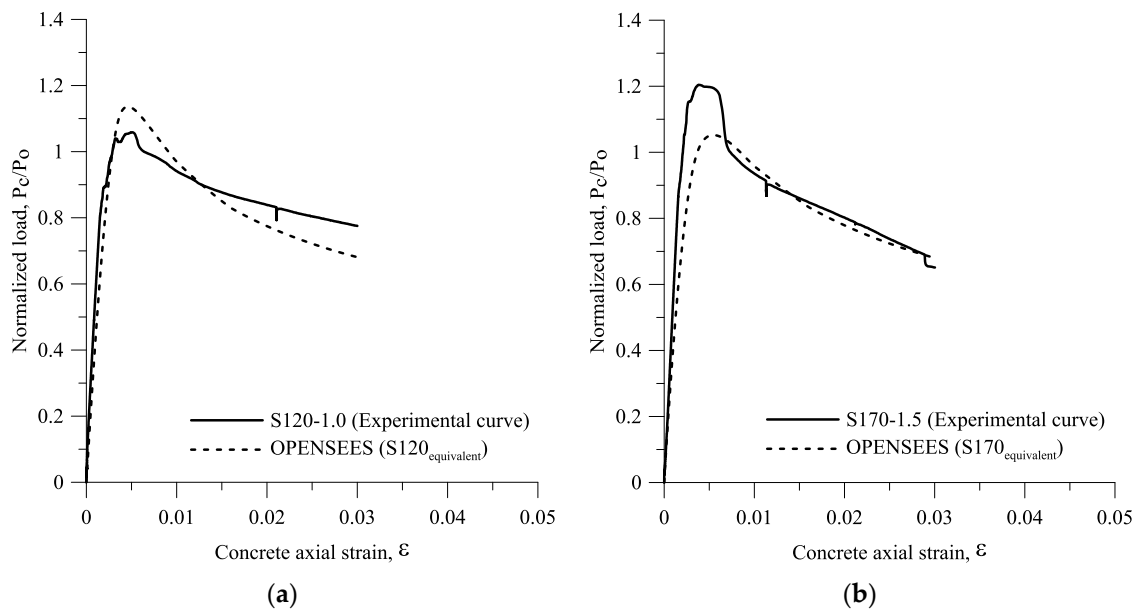 1.4
1.2
1
0.8
0.6
0.4
0.2
0
Normalized load, Pc/Po
S120-1.0 (Experimental curve)
OPENSEES (S120equivalent)
0 0.01 0.02 0.03 0.04 0.05
Concrete axial strain, ε
(a)
1.4
1.2
1
0.8
0.6
0.4
0.2
0
Normalized load, Pc/Po
S170-1.5 (Experimental curve)
OPENSEES (S170equivalent)
0 0.01 0.02 0.03 0.04 0.05
Concrete axial strain, ε
(b)